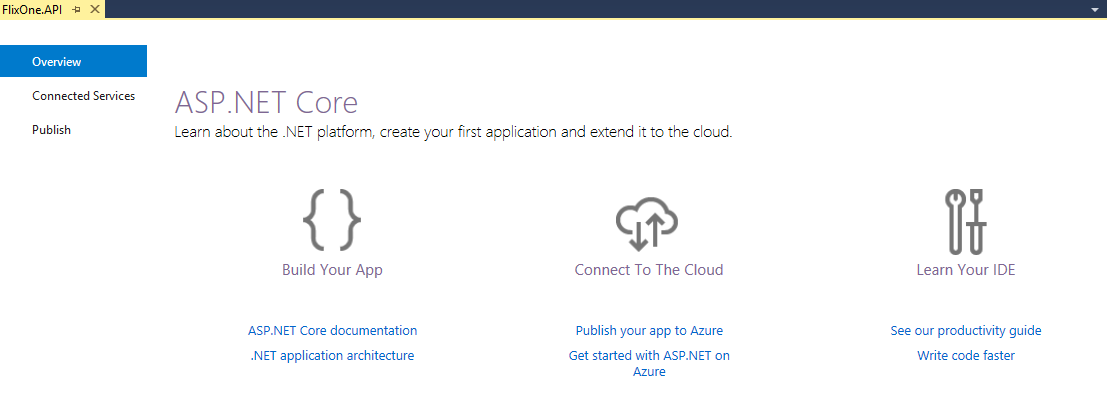 FlixOne.API
Overview
Connected Services
Publish
ASP.NET Core
Learn about the .NET platform, create your first application and extend it to the cloud.
Build Your App
ASP.NET Core documentation
.NET application architecture
Connect To The Cloud
Publish your app to Azure
Get started with ASP.NET on
Azure
Learn Your IDE
See our productivity guide
Write code faster